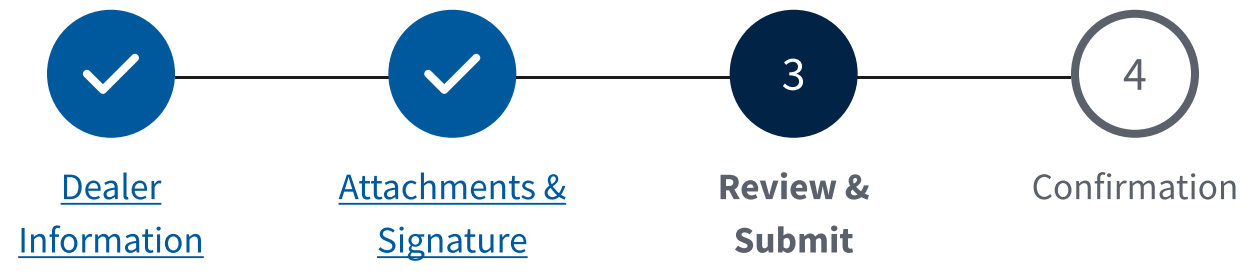 3
4
Dealer
Information
Attachments &
Signature
Review &
Submit
Confirmation